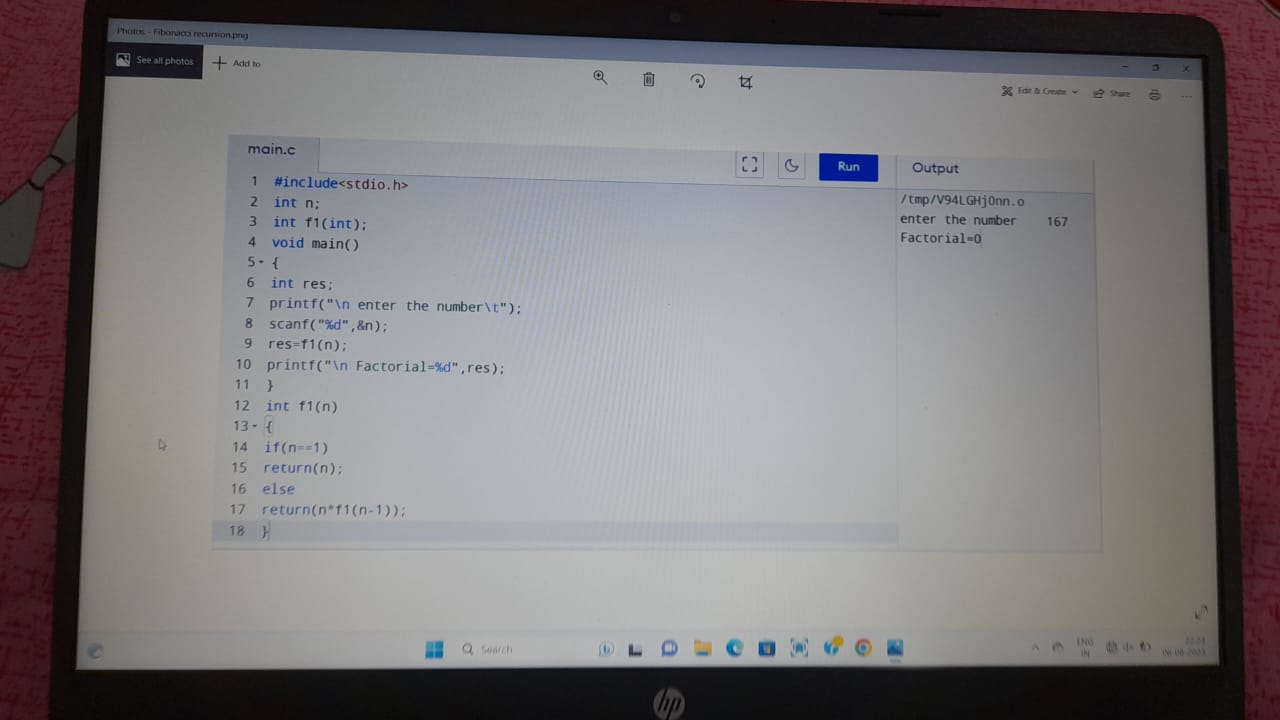 Photos - Fibonacci recursion.png
See all photos
Add to
Edit & Create
Share
main.c
Run
Output
1 #include<stdio.h>
2 int n;
3 int f1(int);
4 void main()
5 {
6 int res;
7 printf("\n enter the number\t");
8 scanf("%d",&n);
9 res=f1(n);
10 printf("\n Factorial=%d",res);
11 }
12 int f1(n)
13 {
14 if(n==1)
15 return(n);
16 else
17 return(n*f1(n-1));
18 }
/tmp/V94LGHj0nn.o
enter the number 167
Factorial=0
Search
ENG
IN
hp